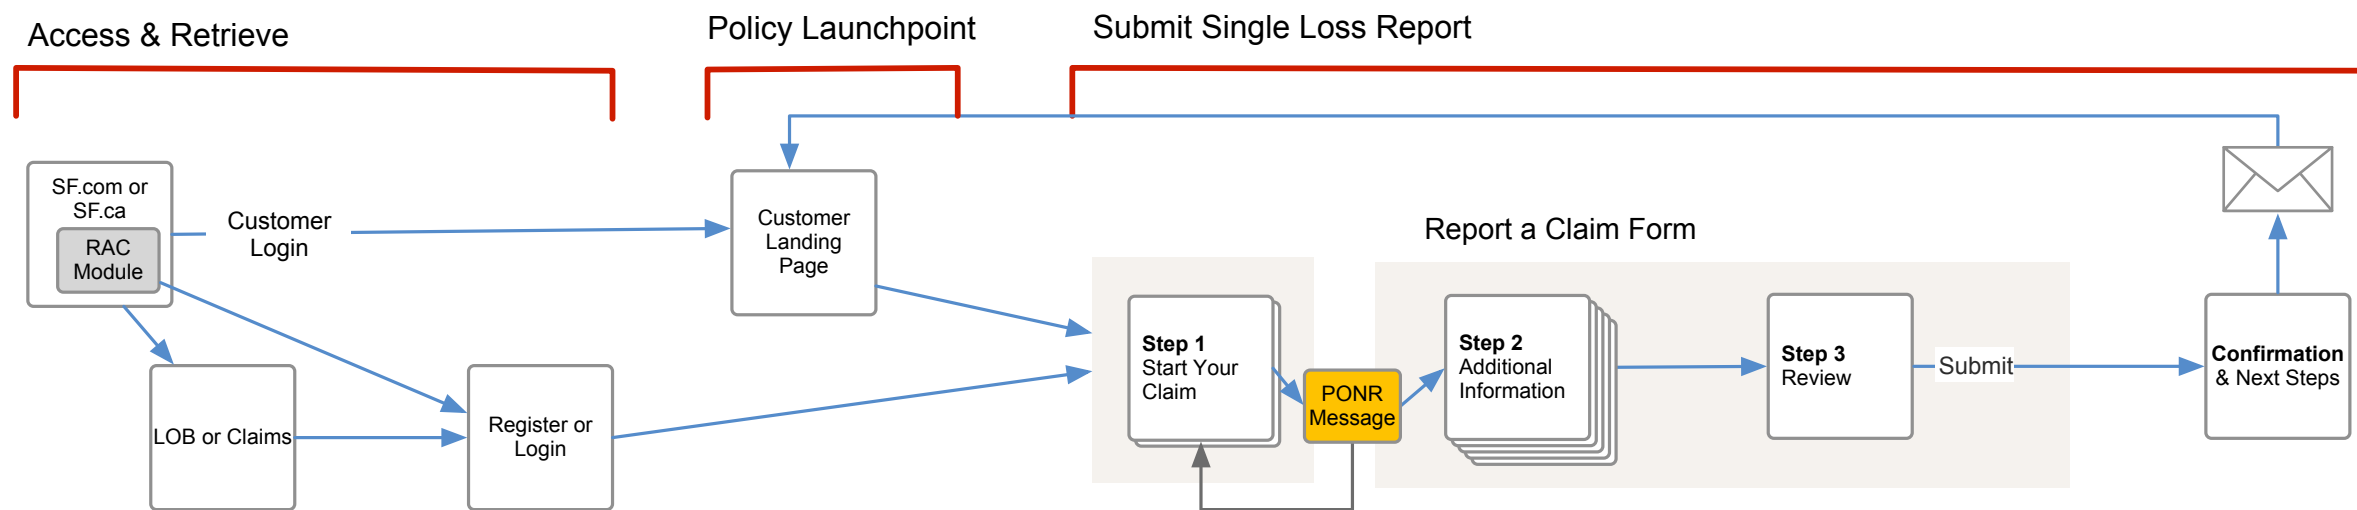 Access & Retrieve
Policy Launchpoint
Submit Single Loss Report
SF.com or
SF.ca
RAC
Module
Customer
Login
Customer
Landing
Page
Report a Claim Form
LOB or Claims
Register or
Login
Step 1
Start Your
Claim
PONR
Message
Step 2
Additional
Information
Step 3
Review
Submit
Confirmation
& Next Steps